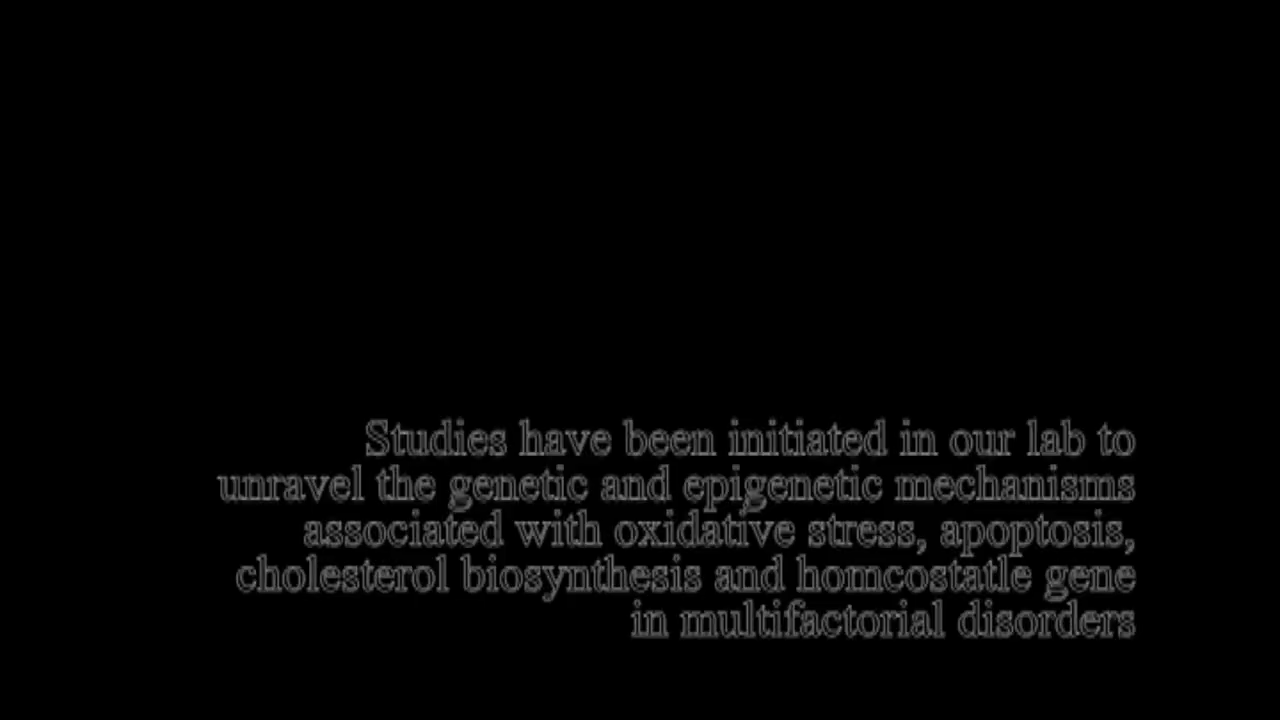 Studies have been initiated in our lab to
unravel the genetic and epigenetic mechanisms
associated with oxidative stress, apoptosis,
cholesterol biosynthesis and homcostatle gene
in multifactorial disorders